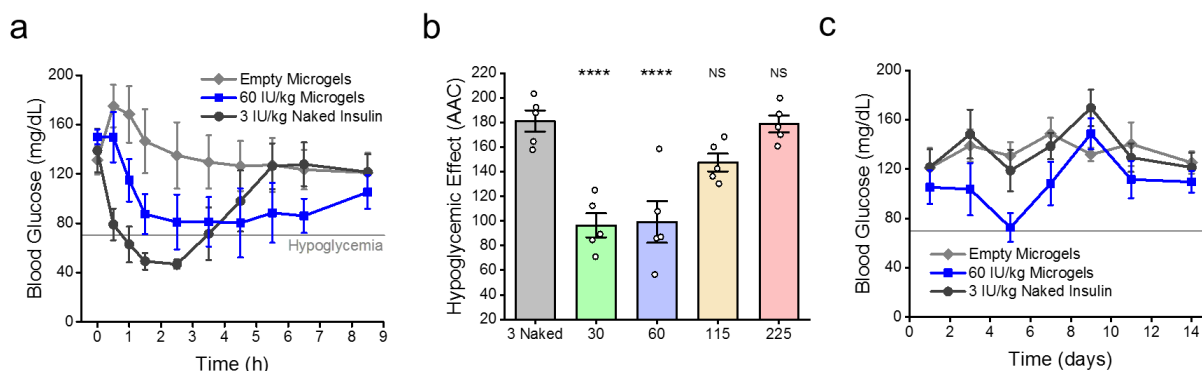 a
Blood Glucose (mg/dL)
200
160
120
80
40
0
Empty Microgels
60 IU/kg Microgels
3 IU/kg Naked Insulin
Hypoglycemia
0 1 2 3 4 5 6 7 8 9
Time (h)
b
Hypoglycemic Effect (AAC)
220
200
180
160
140
120
100
80
60
40
20
**** **** NS NS
3 Naked 30 60 115 225
c
Blood Glucose (mg/dL)
200
160
120
80
40
0
Empty Microgels
60 IU/kg Microgels
3 IU/kg Naked Insulin
0 2 4 6 8 10 12 14
Time (days)